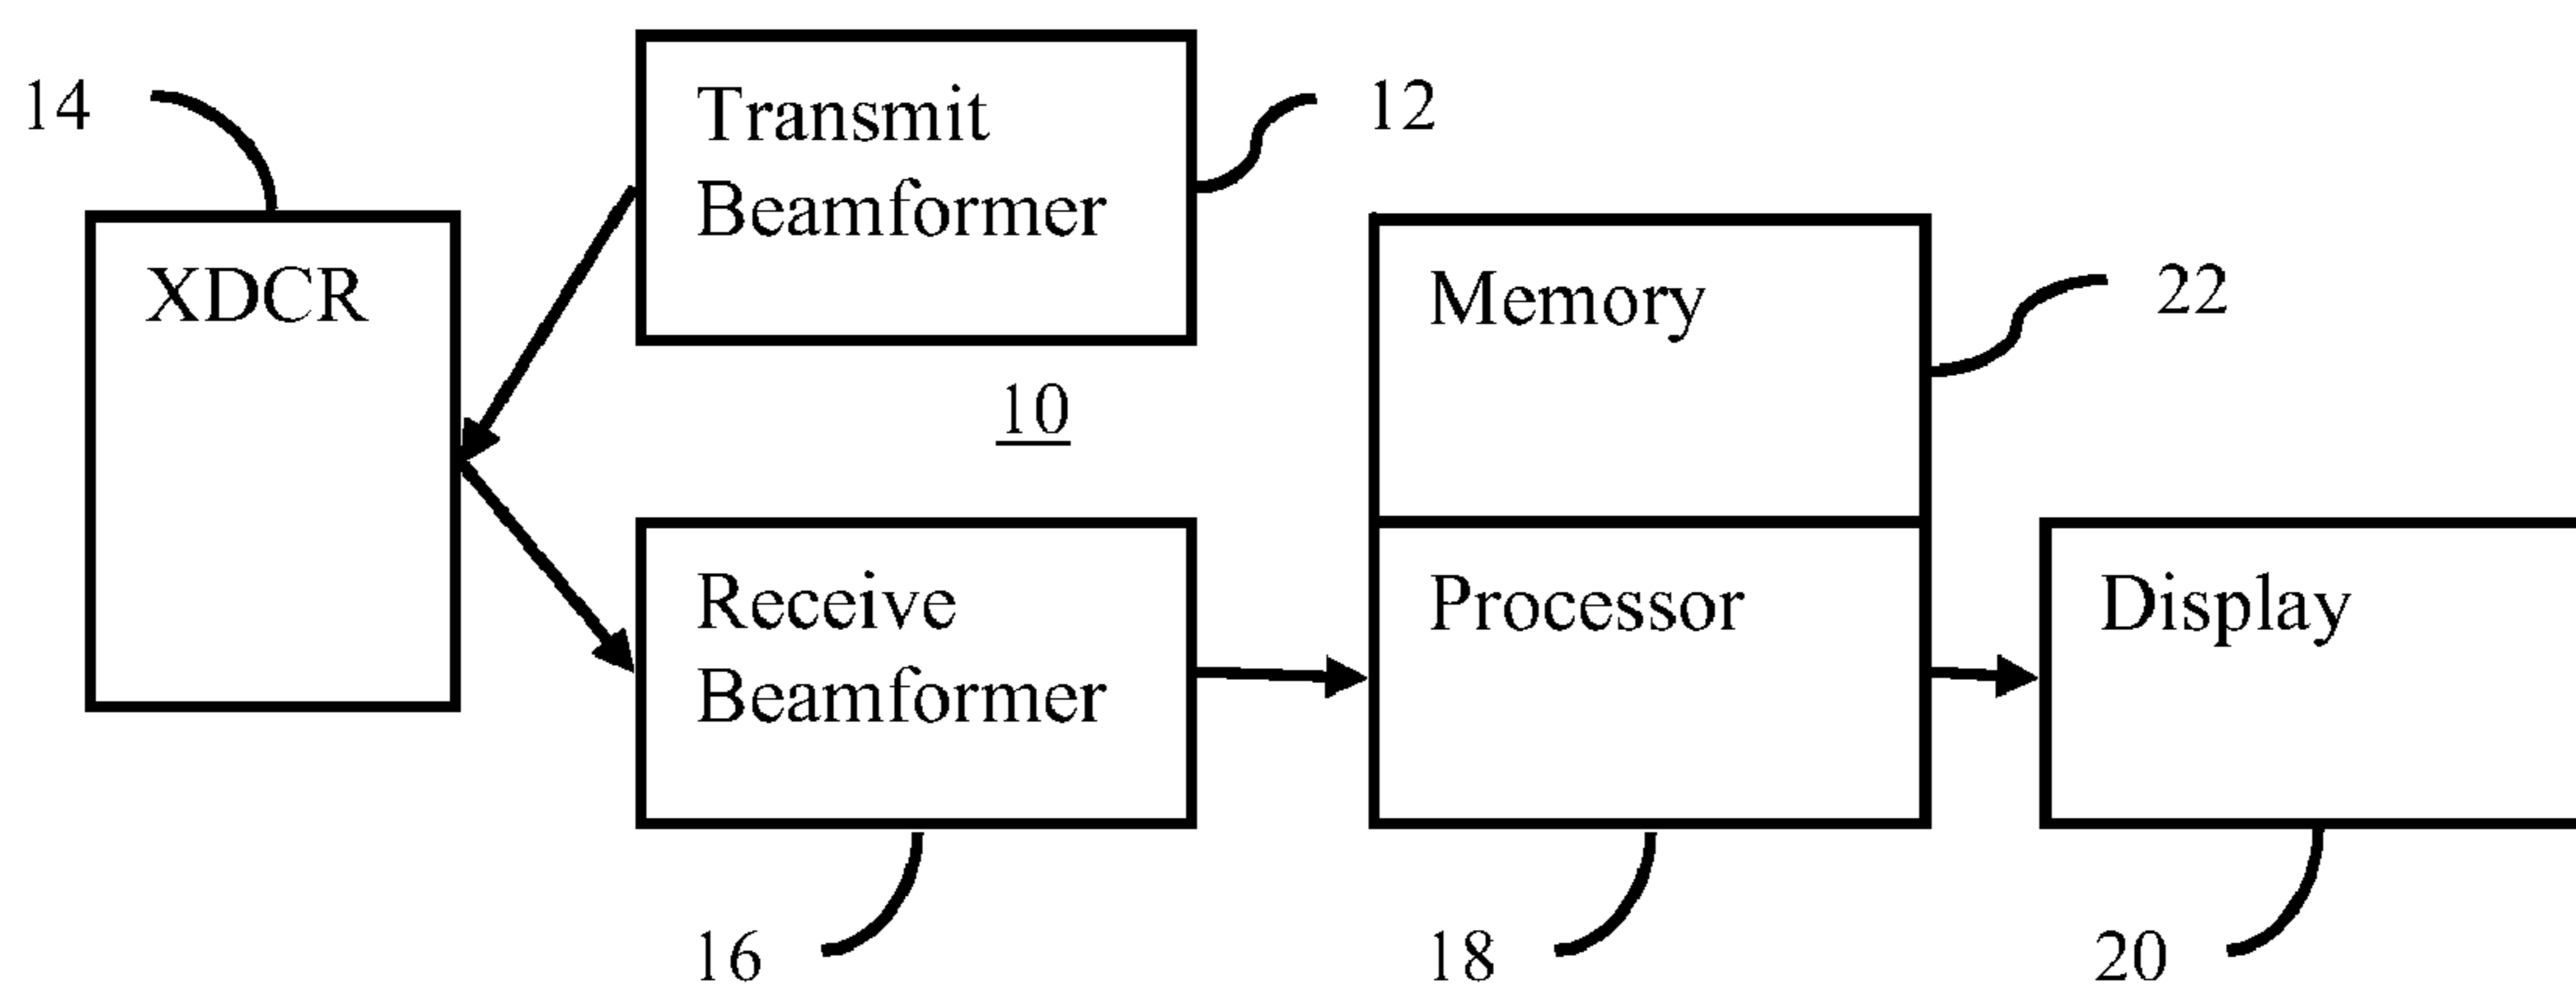 14
Transmit
Beamformer
12
XDCR
Memory
22
10
Receive
Beamformer
Processor
Display
16
18
20